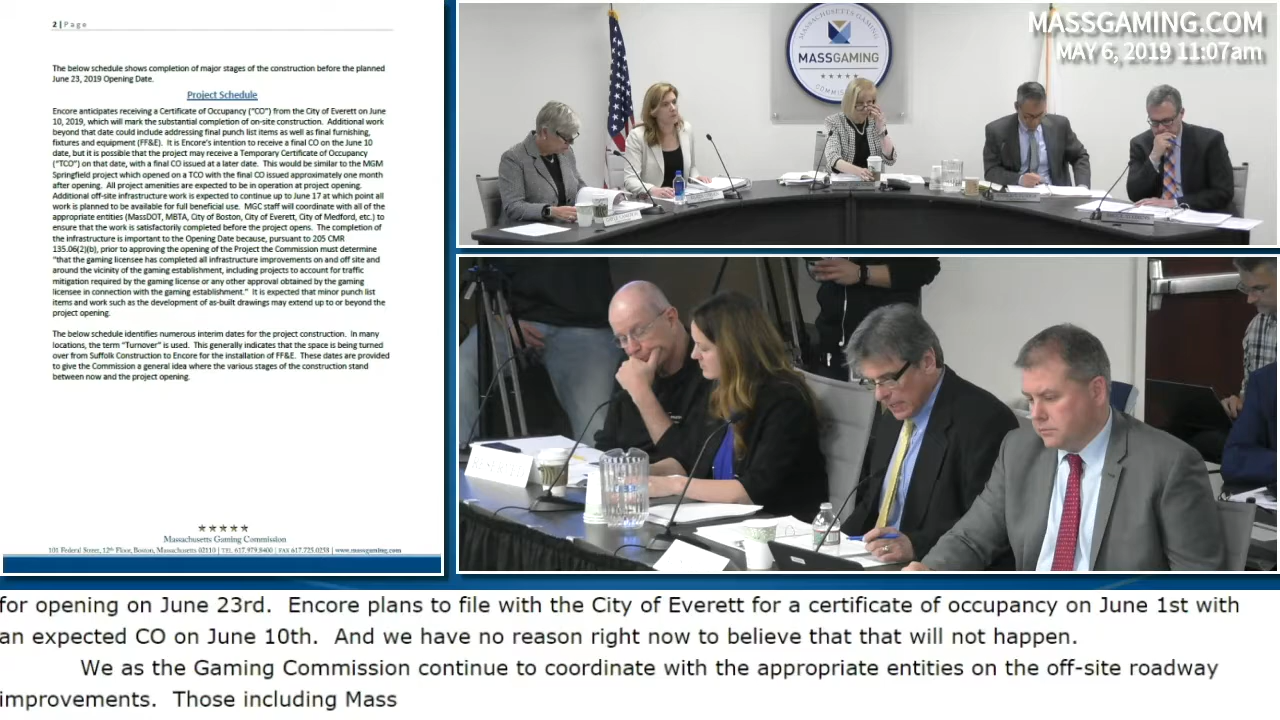 2 | Page
The below schedule shows completion of major stages of the construction before the planned
June 23, 2019 Opening Date.
Project Schedule
Encore anticipates receiving a Certificate of Occupancy ("CO") from the City of Everett on June
10, 2019, which will mark the substantial completion of on-site construction. Additional work
beyond that date could include addressing final punch list items as well as final furnishing,
fixtures and equipment (FF&E). It is Encore's intention to receive a final CO on the June 10
date, but it is possible that the project may receive a Temporary Certificate of Occupancy
("TCO") on that date, with a final CO issued at a later date. This would be similar to the MGM
Springfield project which opened on a TCO with the final CO issued approximately one month
after opening. All project amenities are expected to be in operation at project opening.
Additional off-site infrastructure work is expected to continue up to June 17 at which point all
work is planned to be available for full beneficial use. MGC staff will coordinate with all of the
appropriate entities (MassDOT, MBTA, City of Boston, City of Everett, City of Medford, etc.) to
ensure that the work is satisfactorily completed before the project opens. The completion of
the infrastructure is important to the Opening Date because, pursuant to 205 CMR
135.06(2)(b), prior to approving the opening of the Project the Commission must determine
"that the gaming licensee has completed all infrastructure improvements on and off site and
around the vicinity of the gaming establishment, including projects to account for traffic
mitigation required by the gaming license or any other approval obtained by the gaming
licensee in connection with the gaming establishment." It is expected that minor punch list
items and work such as the development of as-built drawings may extend up to or beyond the
project opening.
The below schedule identifies numerous interim dates for the project construction. In many
locations, the term "Turnover" is used. This generally indicates that the space is being turned
over from Suffolk Construction to Encore for the installation of FF&E. These dates are provided
to give the Commission a general idea where the various stages of the construction stand
between now and the project opening.
★★★★★
Massachusetts Gaming Commission
101 Federal Street, 12th Floor, Boston, Massachusetts 02110 | TEL 617.979.8400 | FAX 617.725.0258 | www.massgaming.com
MASSACHUSETTS GAMING
MASSGAMING
COMMISSION
MASSGAMING.COM
MAY 6, 2019 11:07am
for opening on June 23rd. Encore plans to file with the City of Everett for a certificate of occupancy on June 1st with
an expected CO on June 10th. And we have no reason right now to believe that that will not happen.
We as the Gaming Commission continue to coordinate with the appropriate entities on the off-site roadway
improvements. Those including Mass